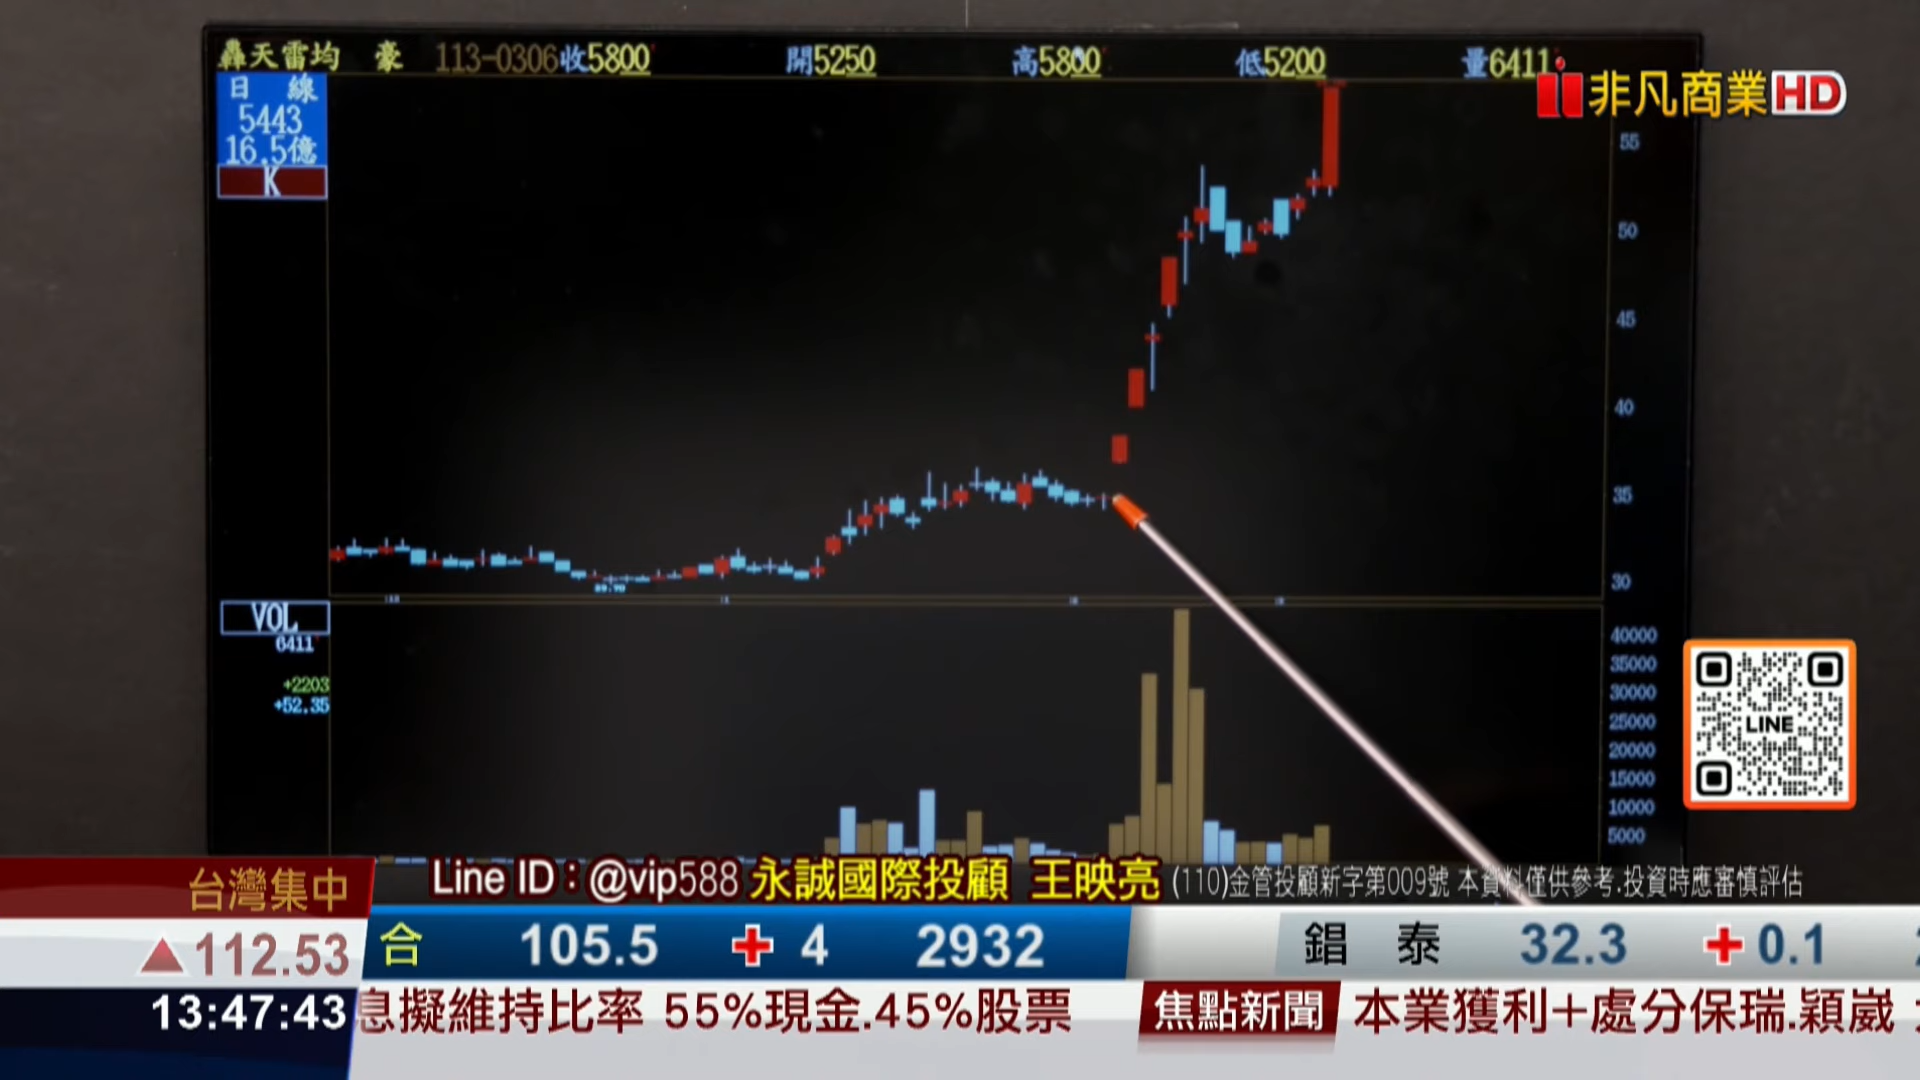 轟天雷均 豪 113-0306收5800 開5250 高5800 低5200 量6411
非凡商業HD
日 線
5443
16.5億
K
55
50
45
40
35
30
29.70
VOL
6411
+2203
+52.35
40000
35000
30000
25000
20000
15000
10000
5000
LINE
Line ID：@vip588 永誠國際投顧 王映亮 (110)金管投顧新字第009號 本資料僅供參考.投資時應審慎評估
台灣集中
▲112.53
合 105.5 + 4 2932
錩 泰 32.3 + 0.1
13:47:43
息擬維持比率 55%現金.45%股票
焦點新聞 本業獲利+處分保瑞.穎崴